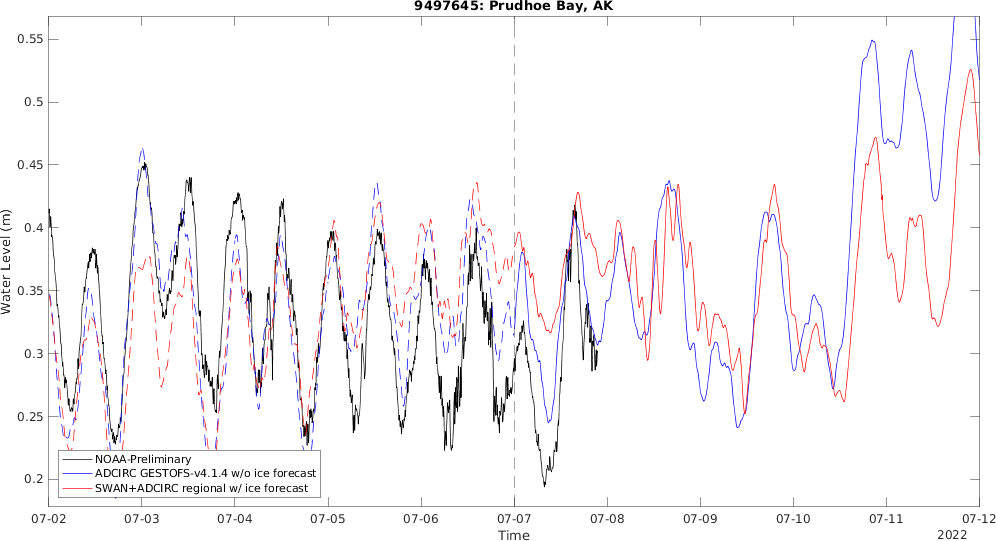 9497645: Prudhoe Bay, AK
Water Level (m)
0.55
0.5
0.45
0.4
0.35
0.3
0.25
0.2
NOAA-Preliminary
ADCIRC GESTOFS-v4.1.4 w/o ice forecast
SWAN+ADCIRC regional w/ ice forecast
07-02 07-03 07-04 07-05 07-06 07-07 07-08 07-09 07-10 07-11 07-12
Time
2022